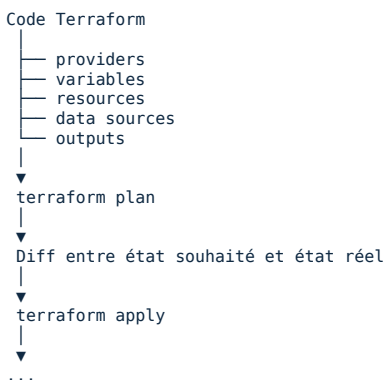 Code Terraform
│
├── providers
├── variables
├── resources
├── data sources
└── outputs
│
▼
terraform plan
│
▼
Diff entre état souhaité et état réel
│
▼
terraform apply
│
▼
...